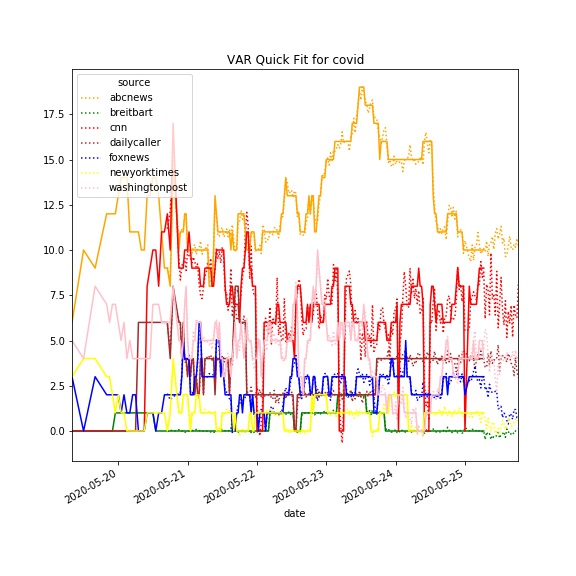 VAR Quick Fit for covid
source
abcnews
breitbart
cnn
dailycaller
foxnews
newyorktimes
washingtonpost
17.5
15.0
12.5
10.0
7.5
5.0
2.5
0.0
2020-05-20
2020-05-21
2020-05-22
2020-05-23
2020-05-24
2020-05-25
date